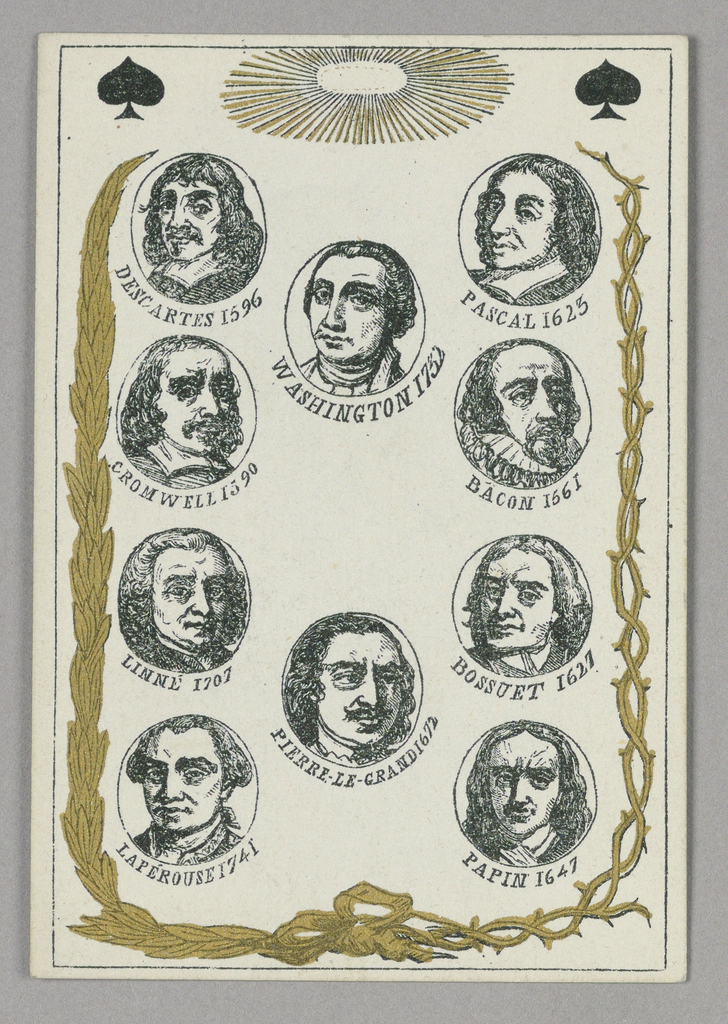 DESCARTES 1596
PASCAL 1623
WASHINGTON 1732
CROMWELL 1590
BACON 1561
LINNÉ 1707
BOSSUET 1627
PIERRE-LE-GRAND 1672
LAPÉROUSE 1741
PAPIN 1647